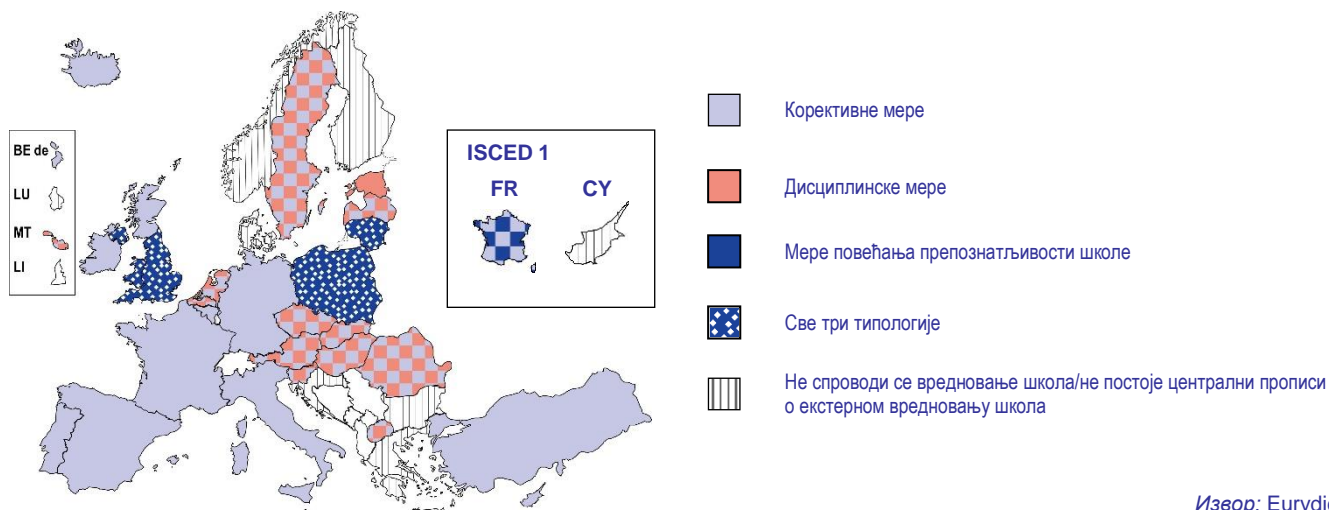 BE de
LU
MT
LI
ISCED 1
FR CY
Корективне мере
Дисциплинске мере
Мере повећања препознатљивости школе
Све три типологије
Не спроводи се вредновање школа/не постоје централни прописи
о екстерном вредновању школа
Извор: